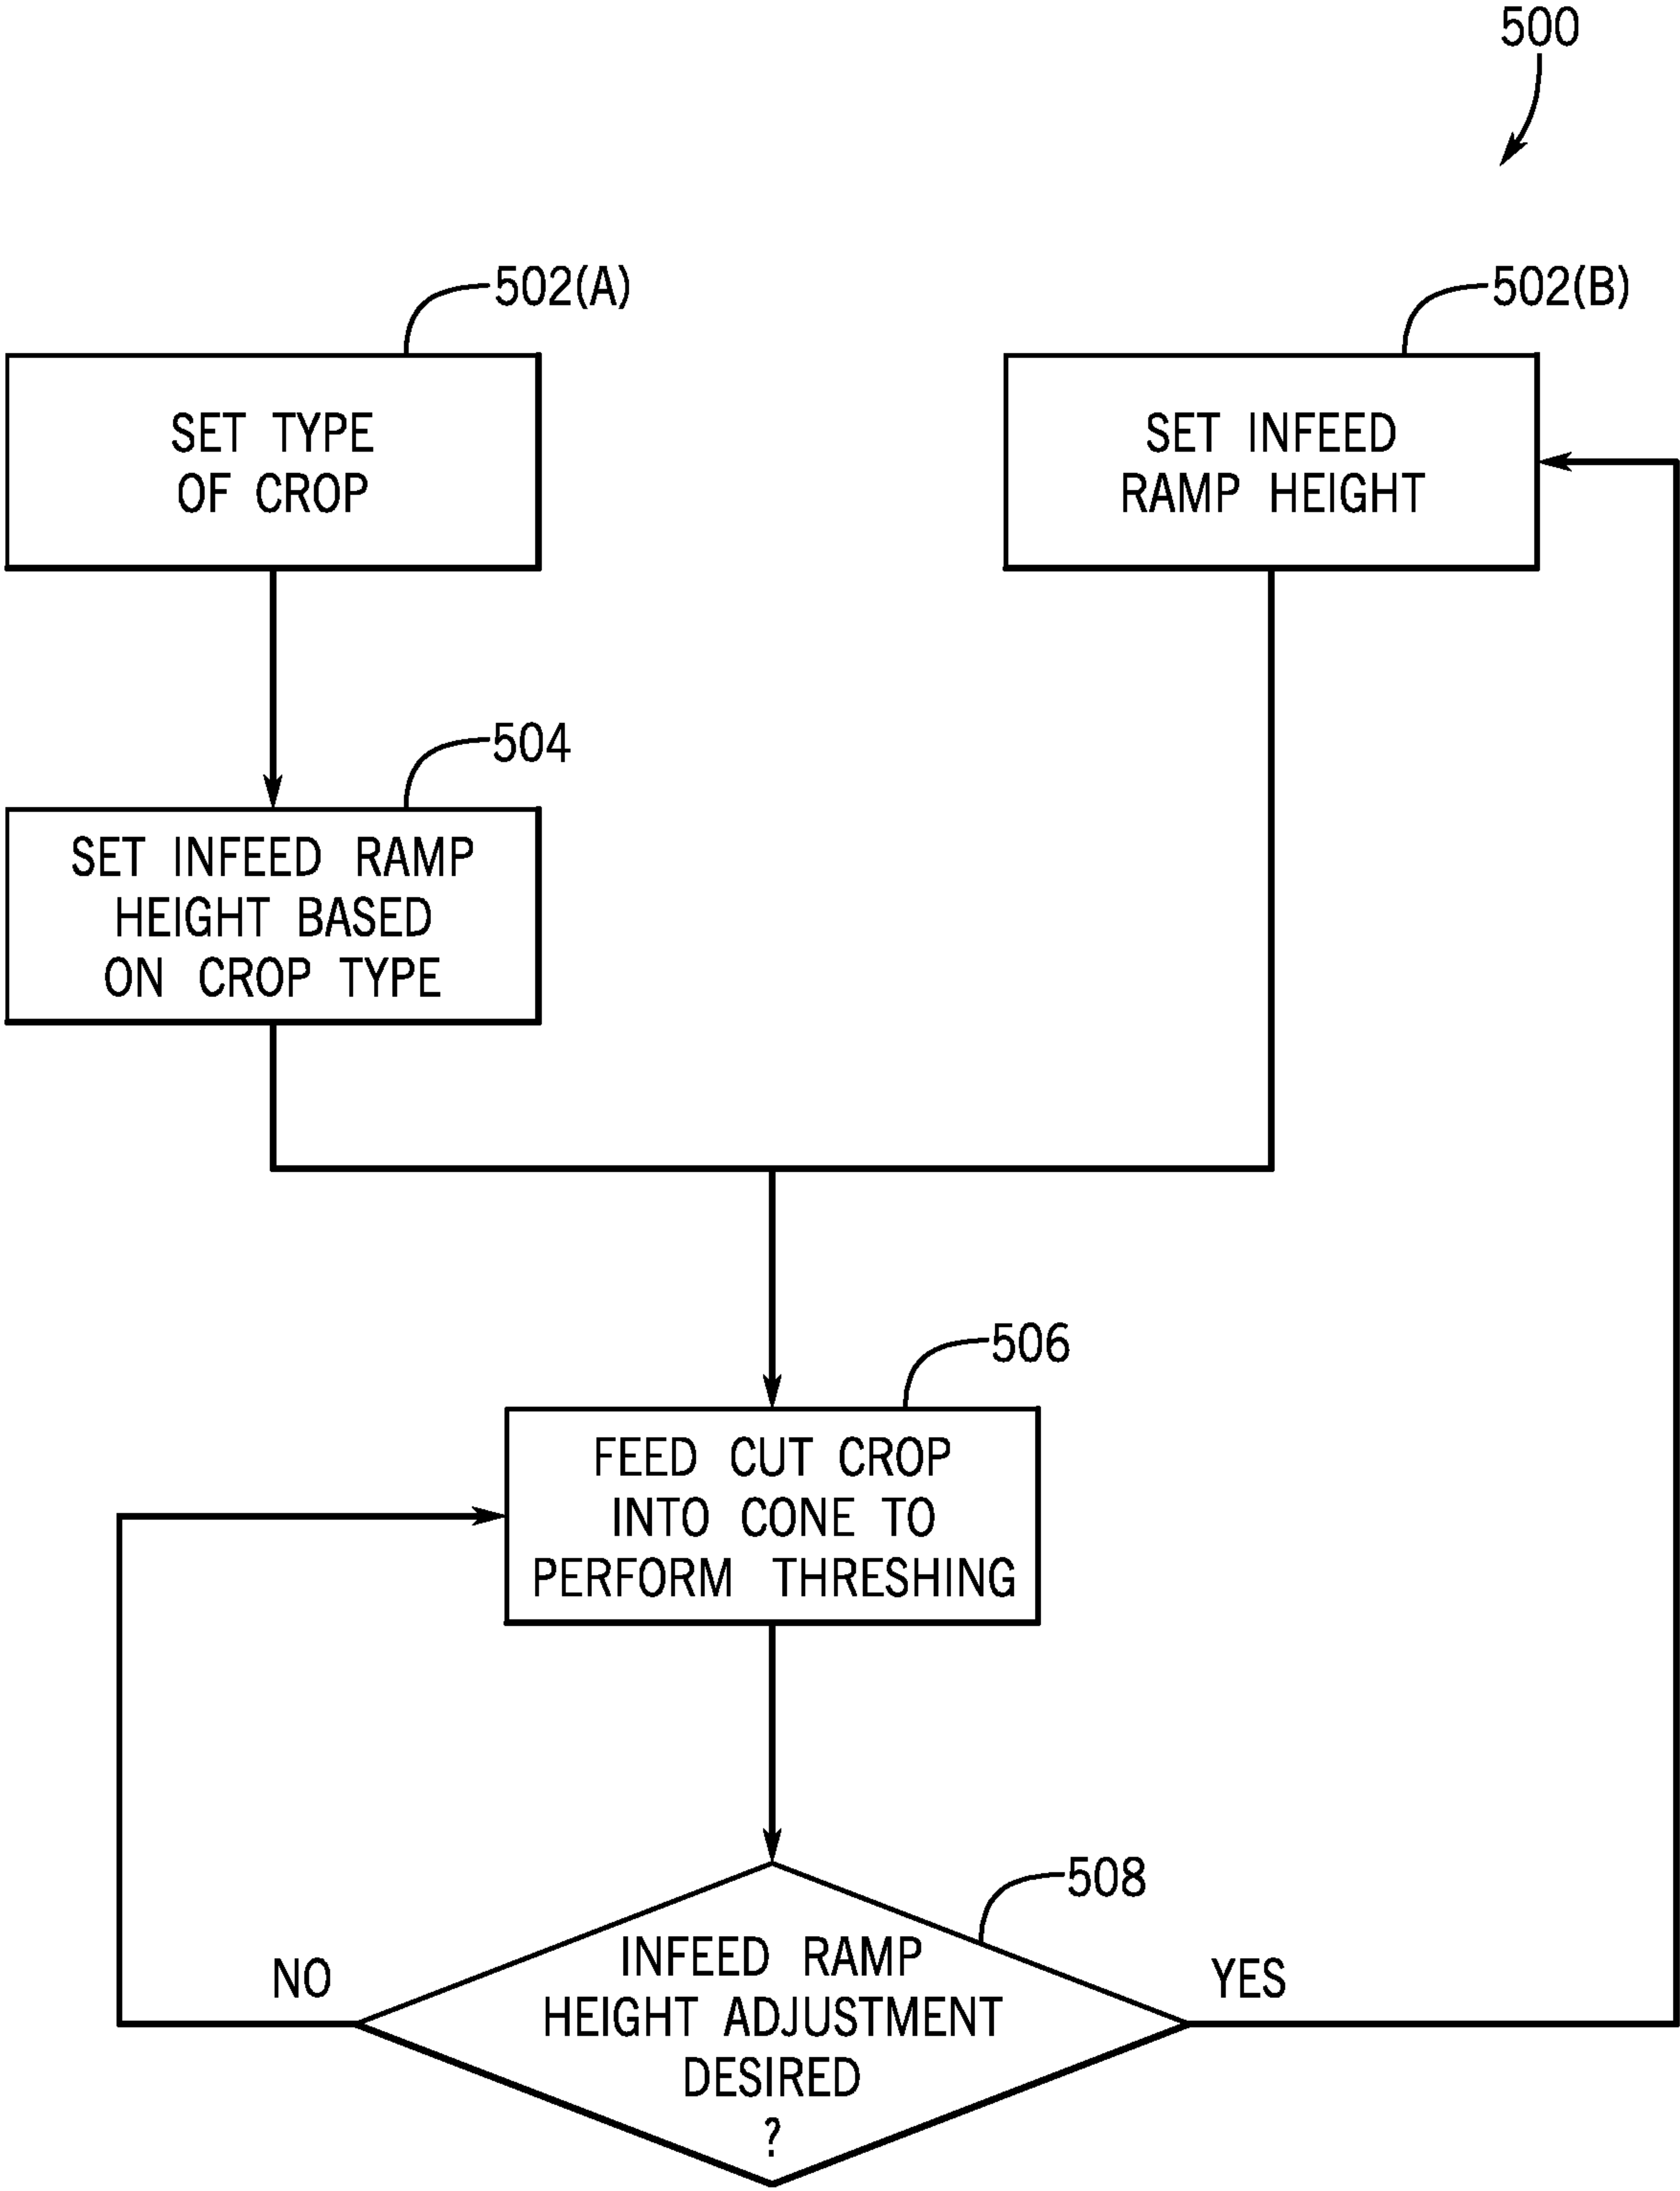 500
502(A)
SET TYPE
OF CROP
502(B)
SET INFEED
RAMP HEIGHT
504
SET INFEED RAMP
HEIGHT BASED
ON CROP TYPE
506
FEED CUT CROP
INTO CONE TO
PERFORM THRESHING
508
INFEED RAMP
HEIGHT ADJUSTMENT
DESIRED
?
NO
YES